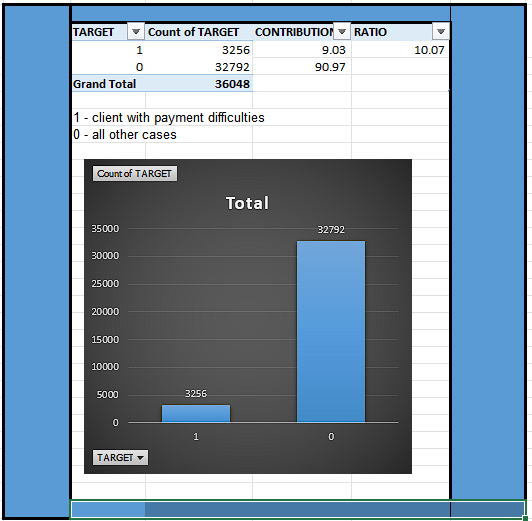 TARGET Count of TARGET CONTRIBUTION RATIO
1 3256 9.03 10.07
0 32792 90.97
Grand Total 36048
1 - client with payment difficulties
0 - all other cases
Count of TARGET
Total
35000
32792
30000
25000
20000
15000
10000
5000
3256
0
1 0
TARGET